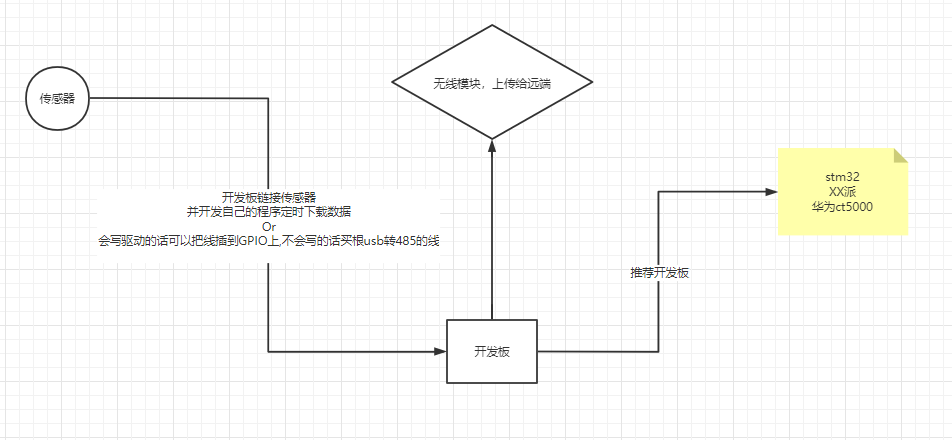 传感器
无线模块，上传给远端
开发板链接传感器
并开发自己的程序定时下载数据
Or
会写驱动的话可以把线插到GPIO上,不会写的话买根usb转485的线
stm32
XX派
华为ct5000
推荐开发板
开发板